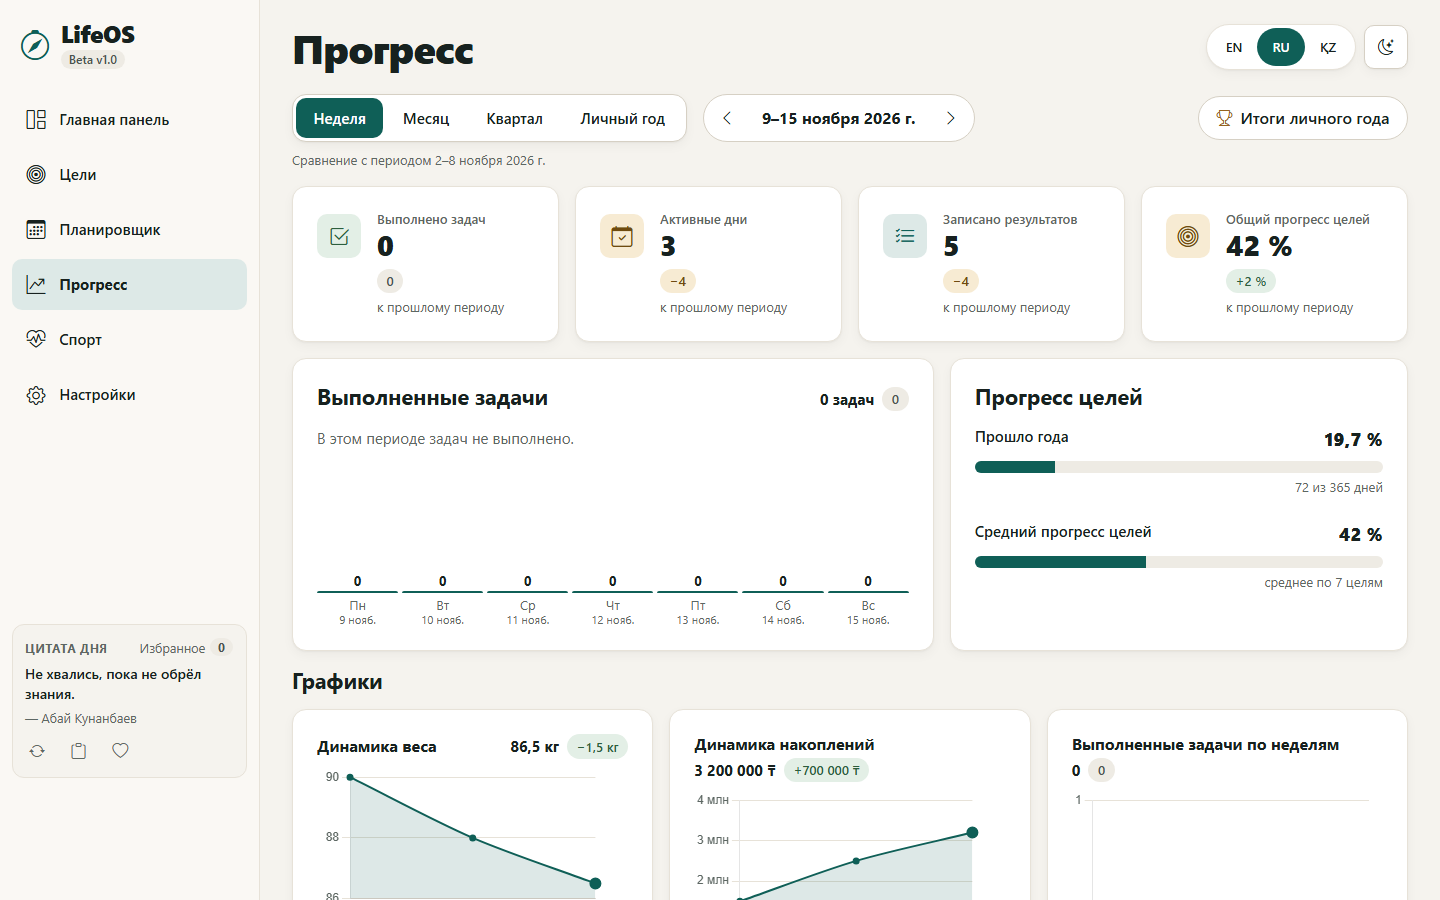 LifeOS
Beta v1.0
Главная панель
Цели
Планировщик
Прогресс
Спорт
Настройки
ЦИТАТА ДНЯ Избранное 0
Не хвались, пока не обрёл
знания.
— Абай Кунанбаев
Прогресс
EN RU ҚZ
Неделя Месяц Квартал Личный год
9–15 ноября 2026 г.
Итоги личного года
Сравнение с периодом 2–8 ноября 2026 г.
Выполнено задач
0
0
к прошлому периоду
Активные дни
3
−4
к прошлому периоду
Записано результатов
5
−4
к прошлому периоду
Общий прогресс целей
42 %
+2 %
к прошлому периоду
Выполненные задачи
0 задач 0
В этом периоде задач не выполнено.
0 0 0 0 0 0 0
Пн Вт Ср Чт Пт Сб Вс
9 нояб. 10 нояб. 11 нояб. 12 нояб. 13 нояб. 14 нояб. 15 нояб.
Прогресс целей
Прошло года 19,7 %
72 из 365 дней
Средний прогресс целей 42 %
среднее по 7 целям
Графики
Динамика веса 86,5 кг −1,5 кг
90
88
86
Динамика накоплений
3 200 000 ₸ +700 000 ₸
4 млн
3 млн
2 млн
Выполненные задачи по неделям
0 0
1